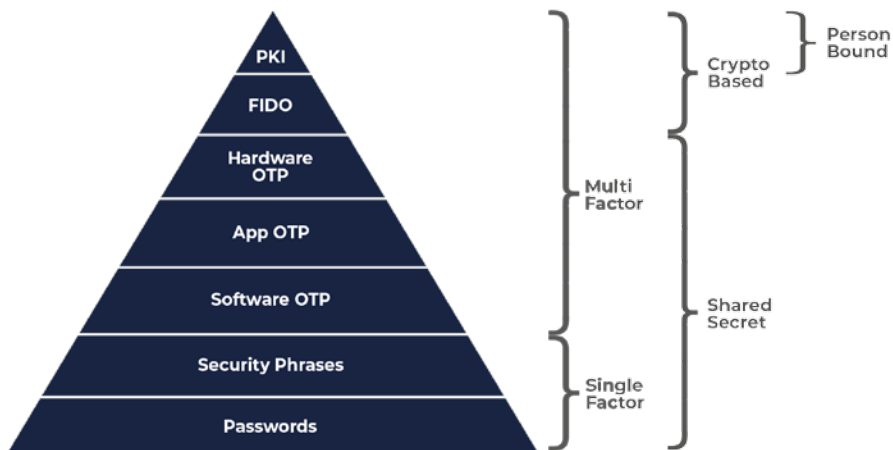 PKI
FIDO
Hardware
OTP
App OTP
Software OTP
Security Phrases
Passwords
Multi
Factor
Single
Factor
Crypto
Based
Shared
Secret
Person
Bound